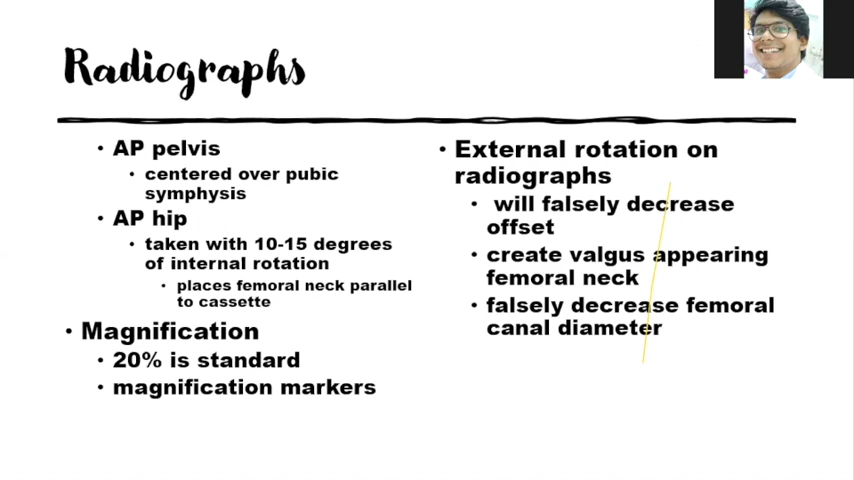 Radiographs
• AP pelvis
• centered over pubic
symphysis
• AP hip
• taken with 10-15 degrees
of internal rotation
• places femoral neck parallel
to cassette
• Magnification
• 20% is standard
• magnification markers
• External rotation on
radiographs
• will falsely decrease
offset
• create valgus appearing
femoral neck
• falsely decrease femoral
canal diameter